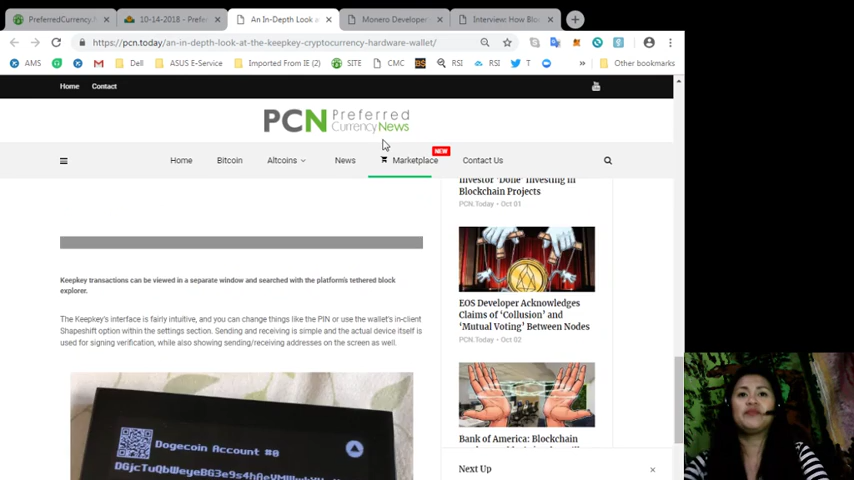 PreferredCurrency
10-14-2018 - Prefer
An In-Depth Look a
Monero Developer
Interview: How Blo
https://pcn.today/an-in-depth-look-at-the-keepkey-cryptocurrency-hardware-wallet/
AMS
Dell
ASUS E-Service
Imported From IE (2)
SITE
CMC
RSI
RSI
T
Other bookmarks
Home
Contact
PCN Preferred
CurrencyNews
Home
Bitcoin
Altcoins
News
Marketplace
NEW
Contact Us
Investor 'Done' Investing in
Blockchain Projects
PCN.Today - Oct 01
Keepkey transactions can be viewed in a separate window and searched with the platform's tethered block
explorer.
The Keepkey's interface is fairly intuitive, and you can change things like the PIN or use the wallet's in-client
Shapeshift option within the settings section. Sending and receiving is simple and the actual device itself is
used for signing verification, while also showing sending/receiving addresses on the screen as well.
EOS Developer Acknowledges
Claims of 'Collusion' and
'Mutual Voting' Between Nodes
PCN.Today - Oct 02
Dogecoin Account #0
Bank of America: Blockchain
Next Up